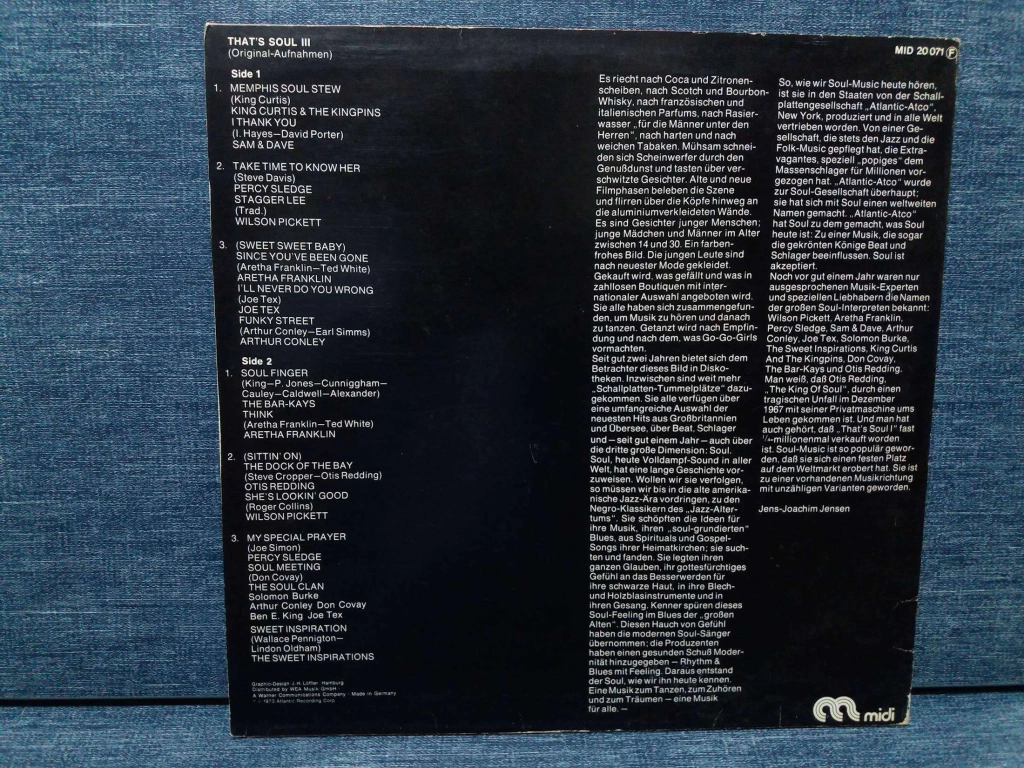 THAT'S SOUL III
(Original-Aufnahmen)
MID 20 071 F
Side 1
1. MEMPHIS SOUL STEW
(King Curtis)
KING CURTIS & THE KINGPINS
I THANK YOU
(I. Hayes—David Porter)
SAM & DAVE
2. TAKE TIME TO KNOW HER
(Steve Davis)
PERCY SLEDGE
STAGGER LEE
(Trad.)
WILSON PICKETT
3. (SWEET SWEET BABY)
SINCE YOU'VE BEEN GONE
(Aretha Franklin—Ted White)
ARETHA FRANKLIN
I'LL NEVER DO YOU WRONG
(Joe Tex)
JOE TEX
FUNKY STREET
(Arthur Conley—Earl Simms)
ARTHUR CONLEY
Side 2
1. SOUL FINGER
(King—P. Jones—Cunniggham—
Cauley—Caldwell—Alexander)
THE BAR-KAYS
THINK
(Aretha Franklin—Ted White)
ARETHA FRANKLIN
2. (SITTIN' ON)
THE DOCK OF THE BAY
(Steve Cropper—Otis Redding)
OTIS REDDING
SHE'S LOOKIN' GOOD
(Roger Collins)
WILSON PICKETT
3. MY SPECIAL PRAYER
(Joe Simon)
PERCY SLEDGE
SOUL MEETING
(Don Covay)
THE SOUL CLAN
Solomon Burke
Arthur Conley Don Covay
Ben E. King Joe Tex
SWEET INSPIRATION
(Wallace Pennigton—
Lindon Oldham)
THE SWEET INSPIRATIONS
Graphic-Design J. H. Löffler · Hamburg
Distributed by WEA Musik GmbH ·
A Warner Communications Company · Made in Germany
1973 Atlantic Recording Corp.
Es riecht nach Coca und Zitronen-
scheiben, nach Scotch und Bourbon-
Whisky, nach französischen und
italienischen Parfums, nach Rasier-
wasser „für die Männer unter den
Herren", nach harten und nach
weichen Tabaken. Mühsam schnei-
den sich Scheinwerfer durch den
Genußdunst und tasten über ver-
schwitzte Gesichter. Alte und neue
Filmphasen beleben die Szene
und flirren über die Köpfe hinweg an
die aluminiumverkleideten Wände.
Es sind Gesichter junger Menschen;
junge Mädchen und Männer im Alter
zwischen 14 und 30. Ein farben-
frohes Bild. Die jungen Leute sind
nach neuester Mode gekleidet.
Gekauft wird, was gefällt und was in
zahllosen Boutiquen mit inter-
nationaler Auswahl angeboten wird.
Sie alle haben sich zusammengefun-
den, um Musik zu hören und danach
zu tanzen. Getanzt wird nach Empfin-
dung und nach dem, was Go-Go-Girls
vormachten.
Seit gut zwei Jahren bietet sich dem
Betrachter dieses Bild in Disko-
theken. Inzwischen sind weit mehr
„Schallplatten-Tummelplätze" dazu-
gekommen. Sie alle verfügen über
eine umfangreiche Auswahl der
neuesten Hits aus Großbritannien
und Übersee, über Beat, Schlager
und — seit gut einem Jahr — auch über
die dritte große Dimension: Soul.
Soul, heute Volldampf-Sound in aller
Welt, hat eine lange Geschichte vor-
zuweisen. Wollen wir sie verfolgen,
so müssen wir bis in die alte amerika-
nische Jazz-Ära vordringen, zu den
Negro-Klassikern des „Jazz-Alter-
tums". Sie schöpften die Ideen für
ihre Musik, ihren „soul-grundierten"
Blues, aus Spirituals und Gospel-
Songs ihrer Heimatkirchen; sie such-
ten und fanden. Sie legten ihren
ganzen Glauben, ihr gottesfürchtiges
Gefühl an das Besserwerden für
ihre schwarze Haut, in ihre Blech-
und Holzblasinstrumente und in
ihren Gesang. Kenner spüren dieses
Soul-Feeling im Blues der „großen
Alten". Diesen Hauch von Gefühl
haben die modernen Soul-Sänger
übernommen; die Produzenten
haben einen gesunden Schuß Moder-
nität hinzugegeben — Rhythm &
Blues mit Feeling. Daraus entstand
der Soul, wie wir ihn heute kennen.
Eine Musik zum Tanzen, zum Zuhören
und zum Träumen — eine Musik
für alle. —
So, wie wir Soul-Music heute hören,
ist sie in den Staaten von der Schall-
plattengesellschaft „Atlantic-Atco",
New York, produziert und in alle Welt
vertrieben worden. Von einer Ge-
sellschaft, die stets den Jazz und die
Folk-Music gepflegt hat, die Extra-
vagantes, speziell „popiges" dem
Massenschlager für Millionen vor-
gezogen hat. „Atlantic-Atco" wurde
zur Soul-Gesellschaft überhaupt;
sie hat sich mit Soul einen weltweiten
Namen gemacht. „Atlantic-Atco"
hat Soul zu dem gemacht, was Soul
heute ist: Zu einer Musik, die sogar
die gekrönten Könige Beat und
Schlager beeinflussen. Soul ist
akzeptiert.
Noch vor gut einem Jahr waren nur
ausgesprochenen Musik-Experten
und speziellen Liebhabern die Namen
der großen Soul-Interpreten bekannt:
Wilson Pickett, Aretha Franklin,
Percy Sledge, Sam & Dave, Arthur
Conley, Joe Tex, Solomon Burke,
The Sweet Inspirations, King Curtis
And The Kingpins, Don Covay,
The Bar-Kays und Otis Redding.
Man weiß, daß Otis Redding,
„The King Of Soul", durch einen
tragischen Unfall im Dezember
1967 mit seiner Privatmaschine ums
Leben gekommen ist. Und man hat
auch gehört, daß „That's Soul I" fast
¼-millionenmal verkauft worden
ist. Soul-Music ist so populär gewor-
den, daß sie sich einen festen Platz
auf dem Weltmarkt erobert hat. Sie ist
zu einer vorhandenen Musikrichtung
mit unzähligen Varianten geworden.
Jens-Joachim Jensen
midi